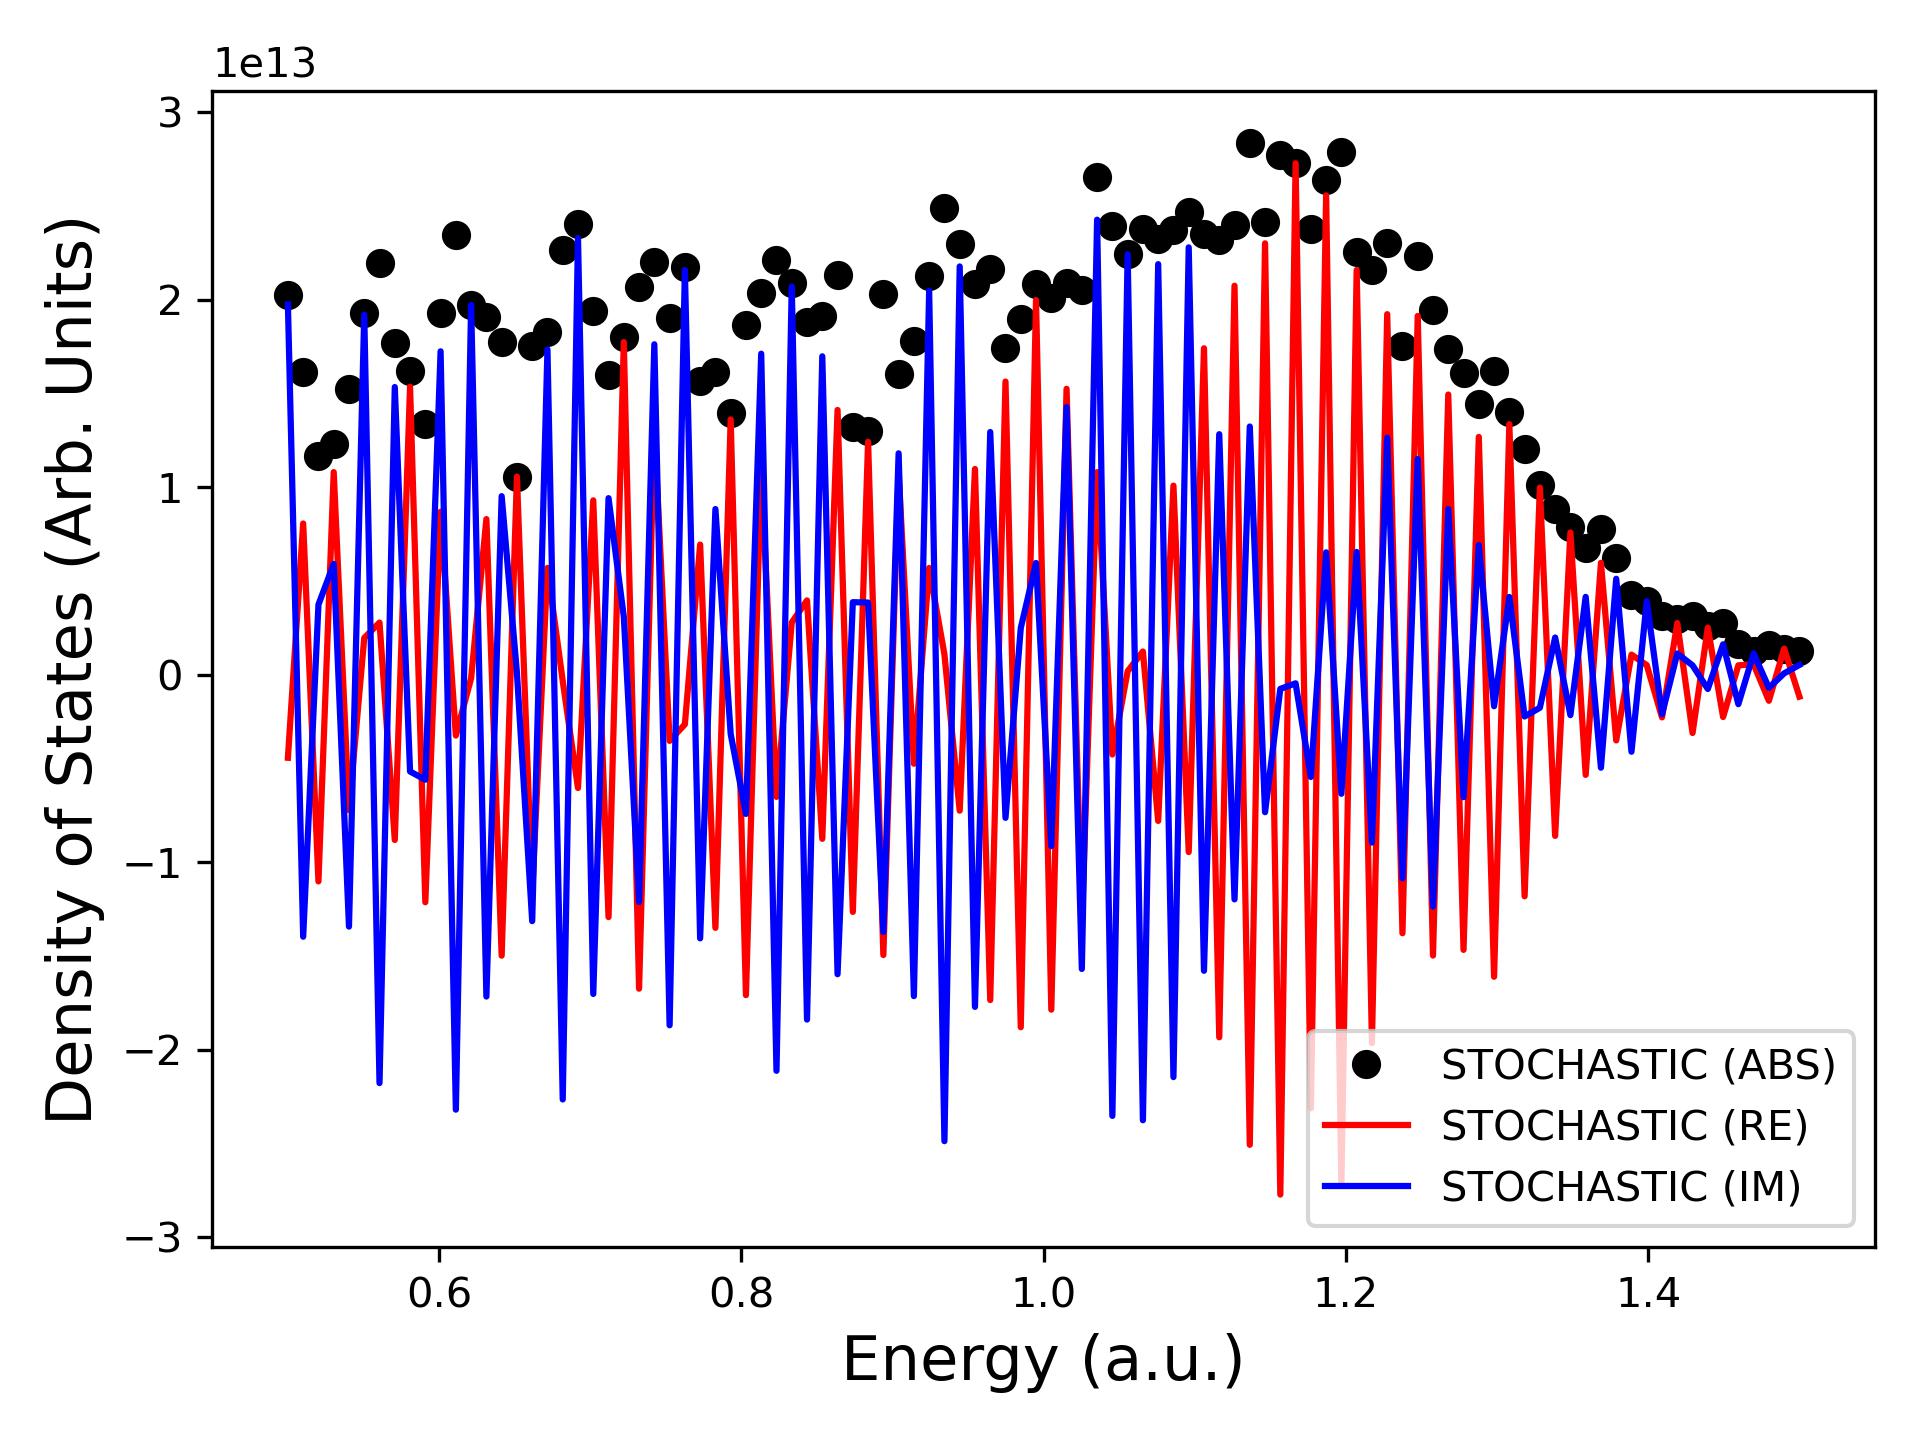 1e13
3
2
1
0
−1
−2
−3
Density of States (Arb. Units)
STOCHASTIC (ABS)
STOCHASTIC (RE)
STOCHASTIC (IM)
0.6 0.8 1.0 1.2 1.4
Energy (a.u.)